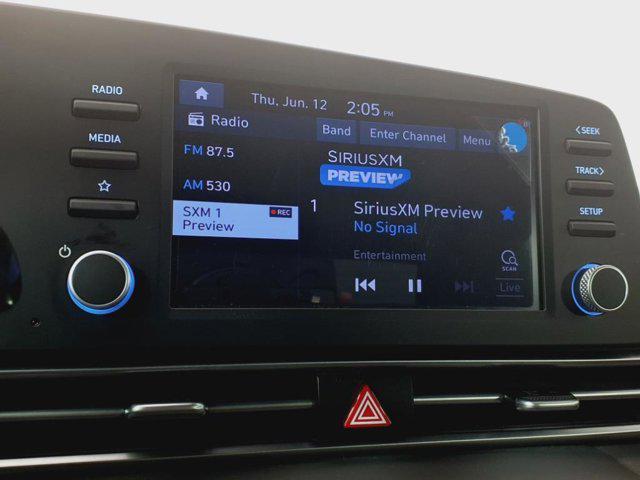 RADIO
MEDIA
Thu, Jun. 12 2:05 PM
Radio
Band
Enter Channel
Menu
FM 87.5
AM 530
SXM 1
REC
Preview
SIRIUSXM
PREVIEW
1
SiriusXM Preview
No Signal
Entertainment
SCAN
Live
<SEEK
TRACK>
SETUP